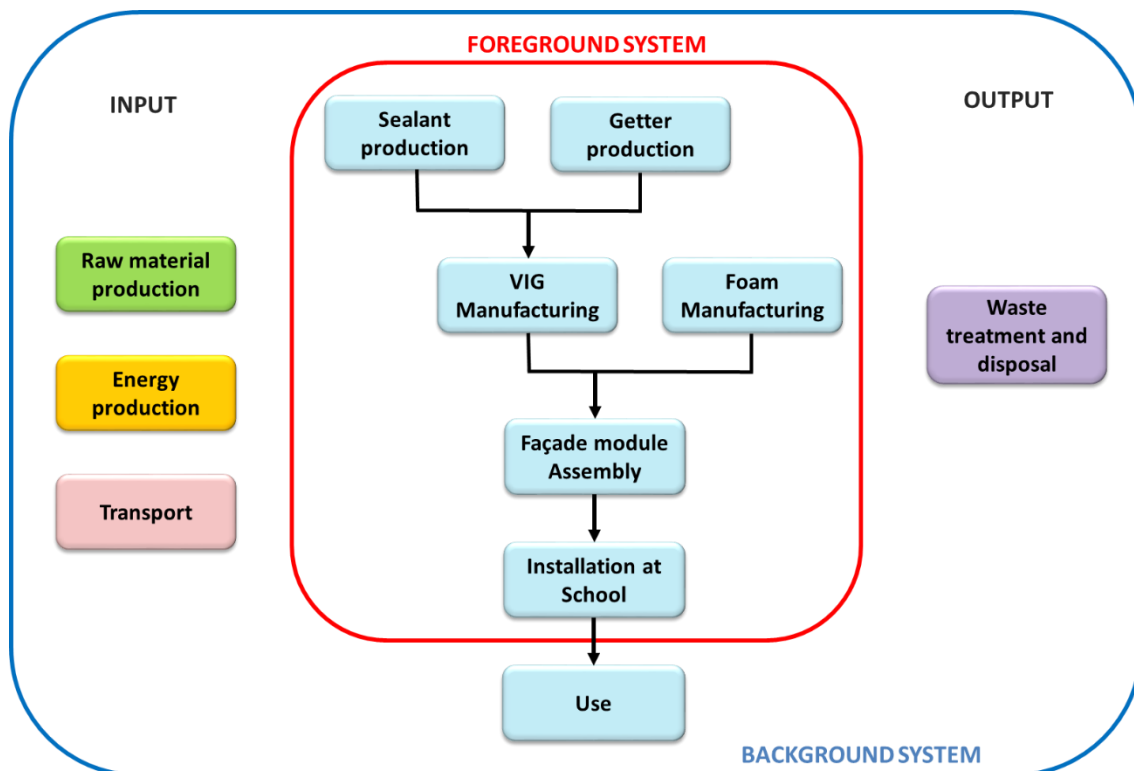 FOREGROUND SYSTEM
INPUT
OUTPUT
Sealant
production
Getter
production
Raw material
production
VIG
Manufacturing
Foam
Manufacturing
Waste
treatment and
disposal
Energy
production
Façade module
Assembly
Transport
Installation at
School
Use
BACKGROUND SYSTEM